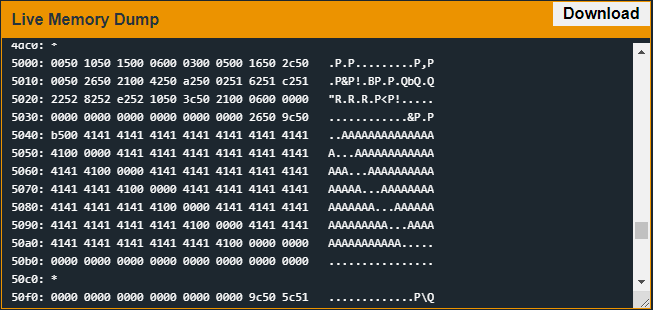 Live Memory Dump
Download
4dc0: *
5000: 0050 1050 1500 0600 0300 0500 1650 2c50 .P.P.........P,P
5010: 0050 2650 2100 4250 a250 0251 6251 c251 .P&P!.BP.P.QbQ.Q
5020: 2252 8252 e252 1050 3c50 2100 0600 0000 "R.R.R.P<P!.....
5030: 0000 0000 0000 0000 0000 0000 2650 9c50 ............&P.P
5040: b500 4141 4141 4141 4141 4141 4141 4141 ..AAAAAAAAAAAAAA
5050: 4100 0000 4141 4141 4141 4141 4141 4141 A...AAAAAAAAAAAA
5060: 4141 4100 0000 4141 4141 4141 4141 4141 AAA...AAAAAAAAAA
5070: 4141 4141 4100 0000 4141 4141 4141 4141 AAAAA...AAAAAAAA
5080: 4141 4141 4141 4100 0000 4141 4141 4141 AAAAAAA...AAAAAA
5090: 4141 4141 4141 4141 4100 0000 4141 4141 AAAAAAAAA...AAAA
50a0: 4141 4141 4141 4141 4141 4100 0000 0000 AAAAAAAAAAA.....
50b0: 0000 0000 0000 0000 0000 0000 0000 0000 ................
50c0: *
50f0: 0000 0000 0000 0000 0000 0000 9c50 5c51 .............P\Q